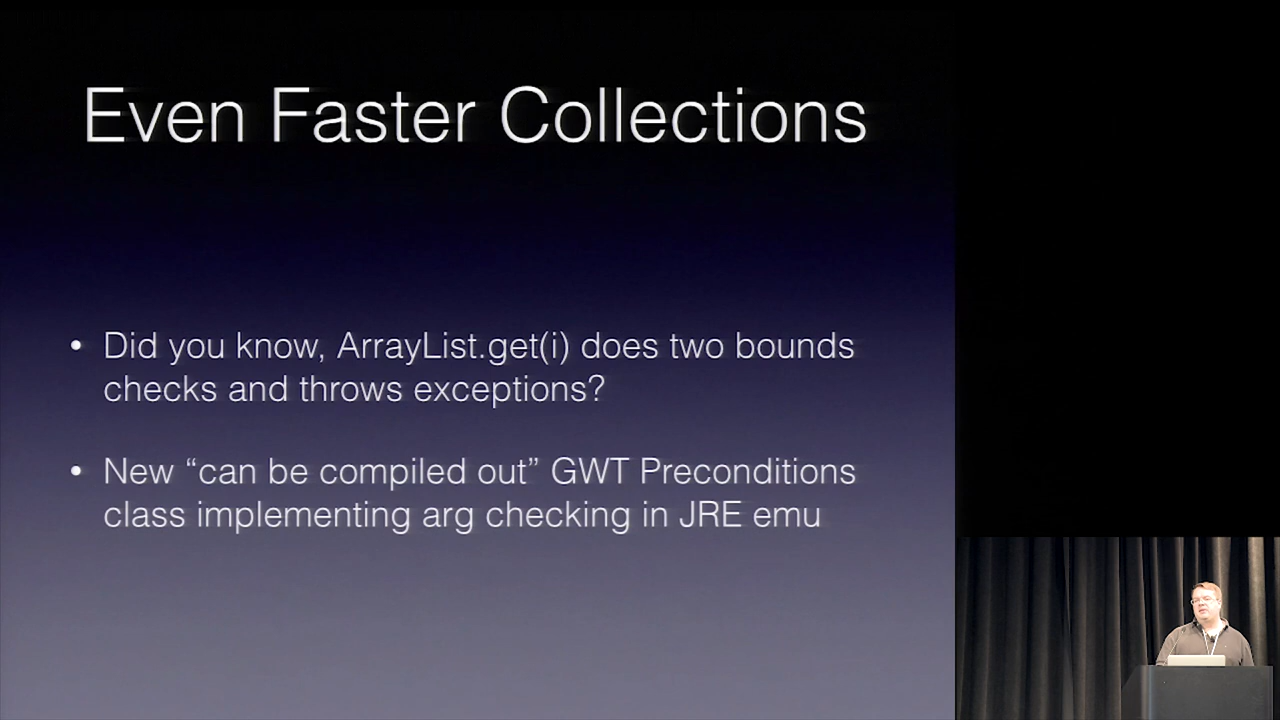 Even Faster Collections
• Did you know, ArrayList.get(i) does two bounds
checks and throws exceptions?
• New “can be compiled out” GWT Preconditions
class implementing arg checking in JRE emu